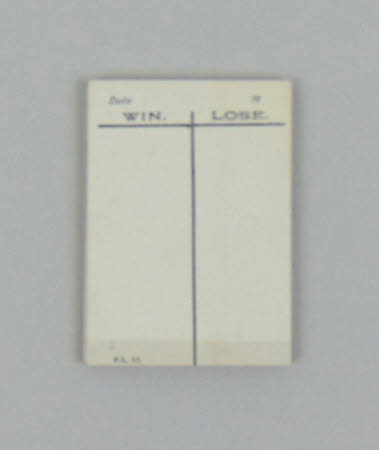 Date 19
WIN. LOSE.